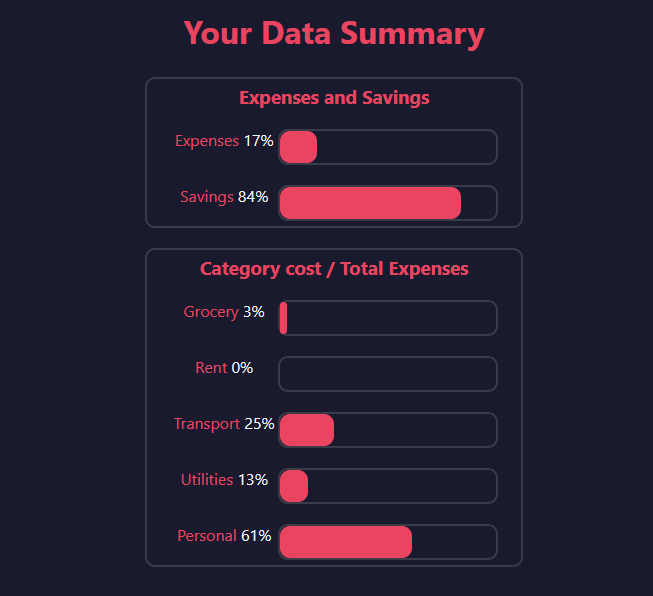 Your Data Summary
Expenses and Savings
Expenses 17%
Savings 84%
Category cost / Total Expenses
Grocery 3%
Rent 0%
Transport 25%
Utilities 13%
Personal 61%